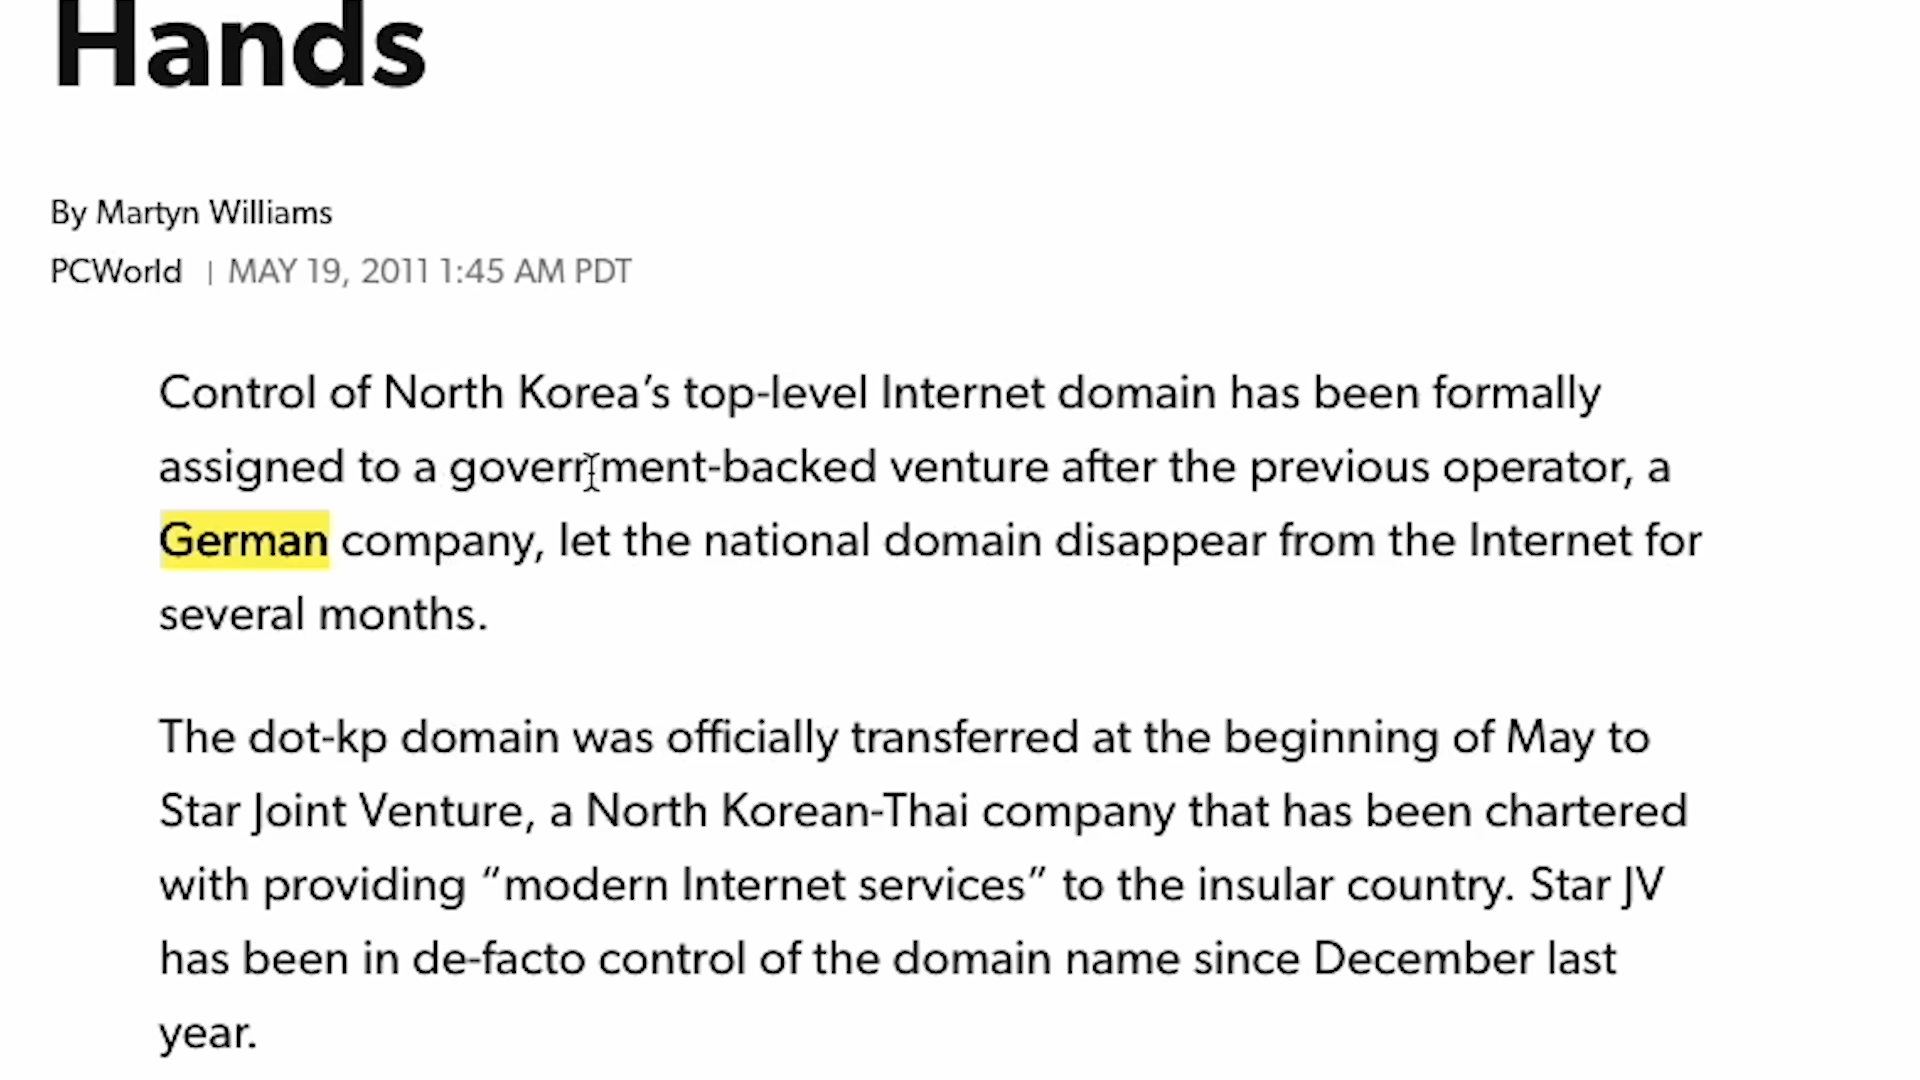 Hands
By Martyn Williams
PCWorld | MAY 19, 2011 1:45 AM PDT
Control of North Korea’s top-level Internet domain has been formally
assigned to a government-backed venture after the previous operator, a
German company, let the national domain disappear from the Internet for
several months.
The dot-kp domain was officially transferred at the beginning of May to
Star Joint Venture, a North Korean-Thai company that has been chartered
with providing “modern Internet services” to the insular country. Star JV
has been in de-facto control of the domain name since December last
year.